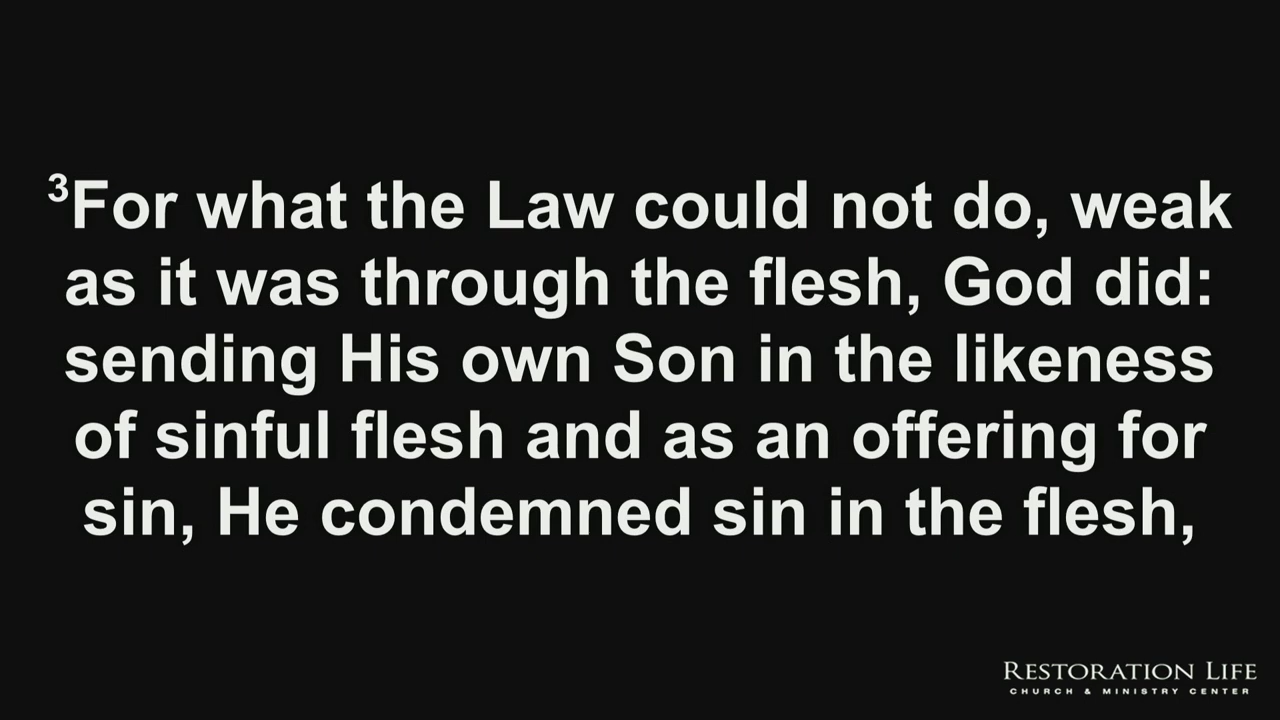 ³For what the Law could not do, weak
as it was through the flesh, God did:
sending His own Son in the likeness
of sinful flesh and as an offering for
sin, He condemned sin in the flesh,
RESTORATION LIFE
CHURCH & MINISTRY CENTER